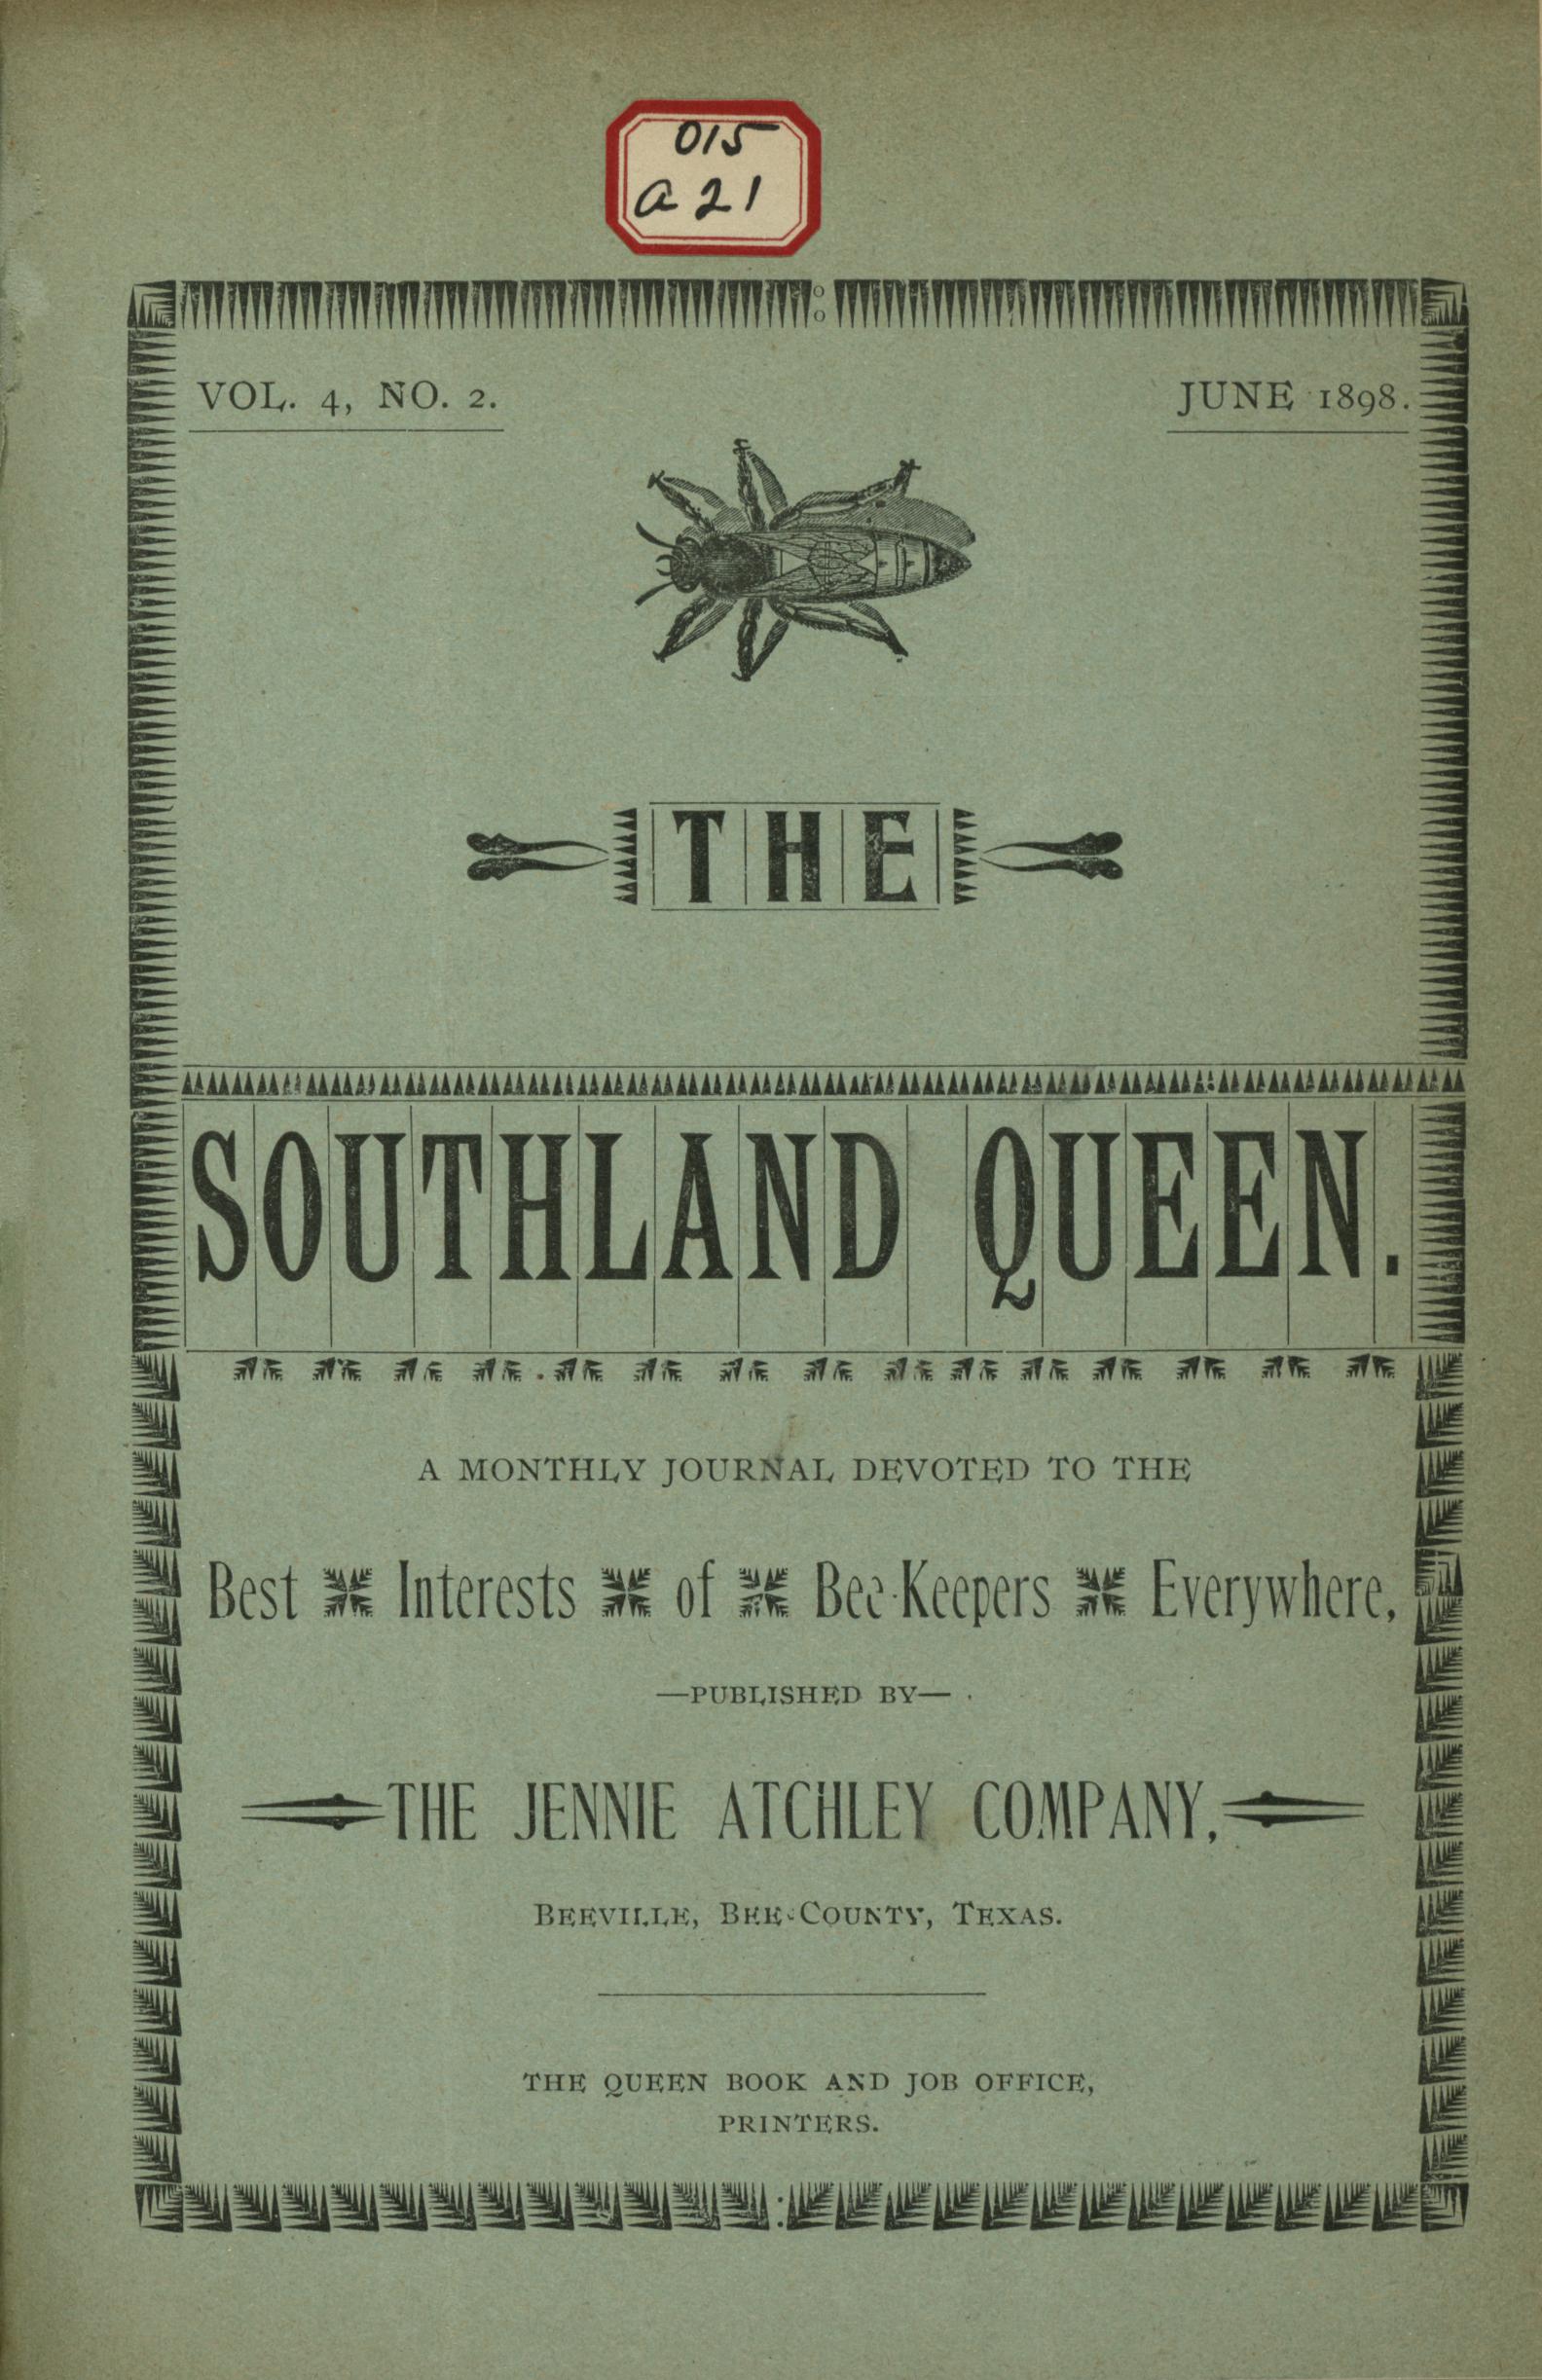 015
a 21
VOL. 4, NO. 2.
JUNE 1898.
THE
SOUTHLAND QUEEN.
A MONTHLY JOURNAL DEVOTED TO THE
Best Interests of Bee-Keepers Everywhere,
—PUBLISHED BY—
THE JENNIE ATCHLEY COMPANY,
BEEVILLE, BEE-COUNTY, TEXAS.
THE QUEEN BOOK AND JOB OFFICE,
PRINTERS.